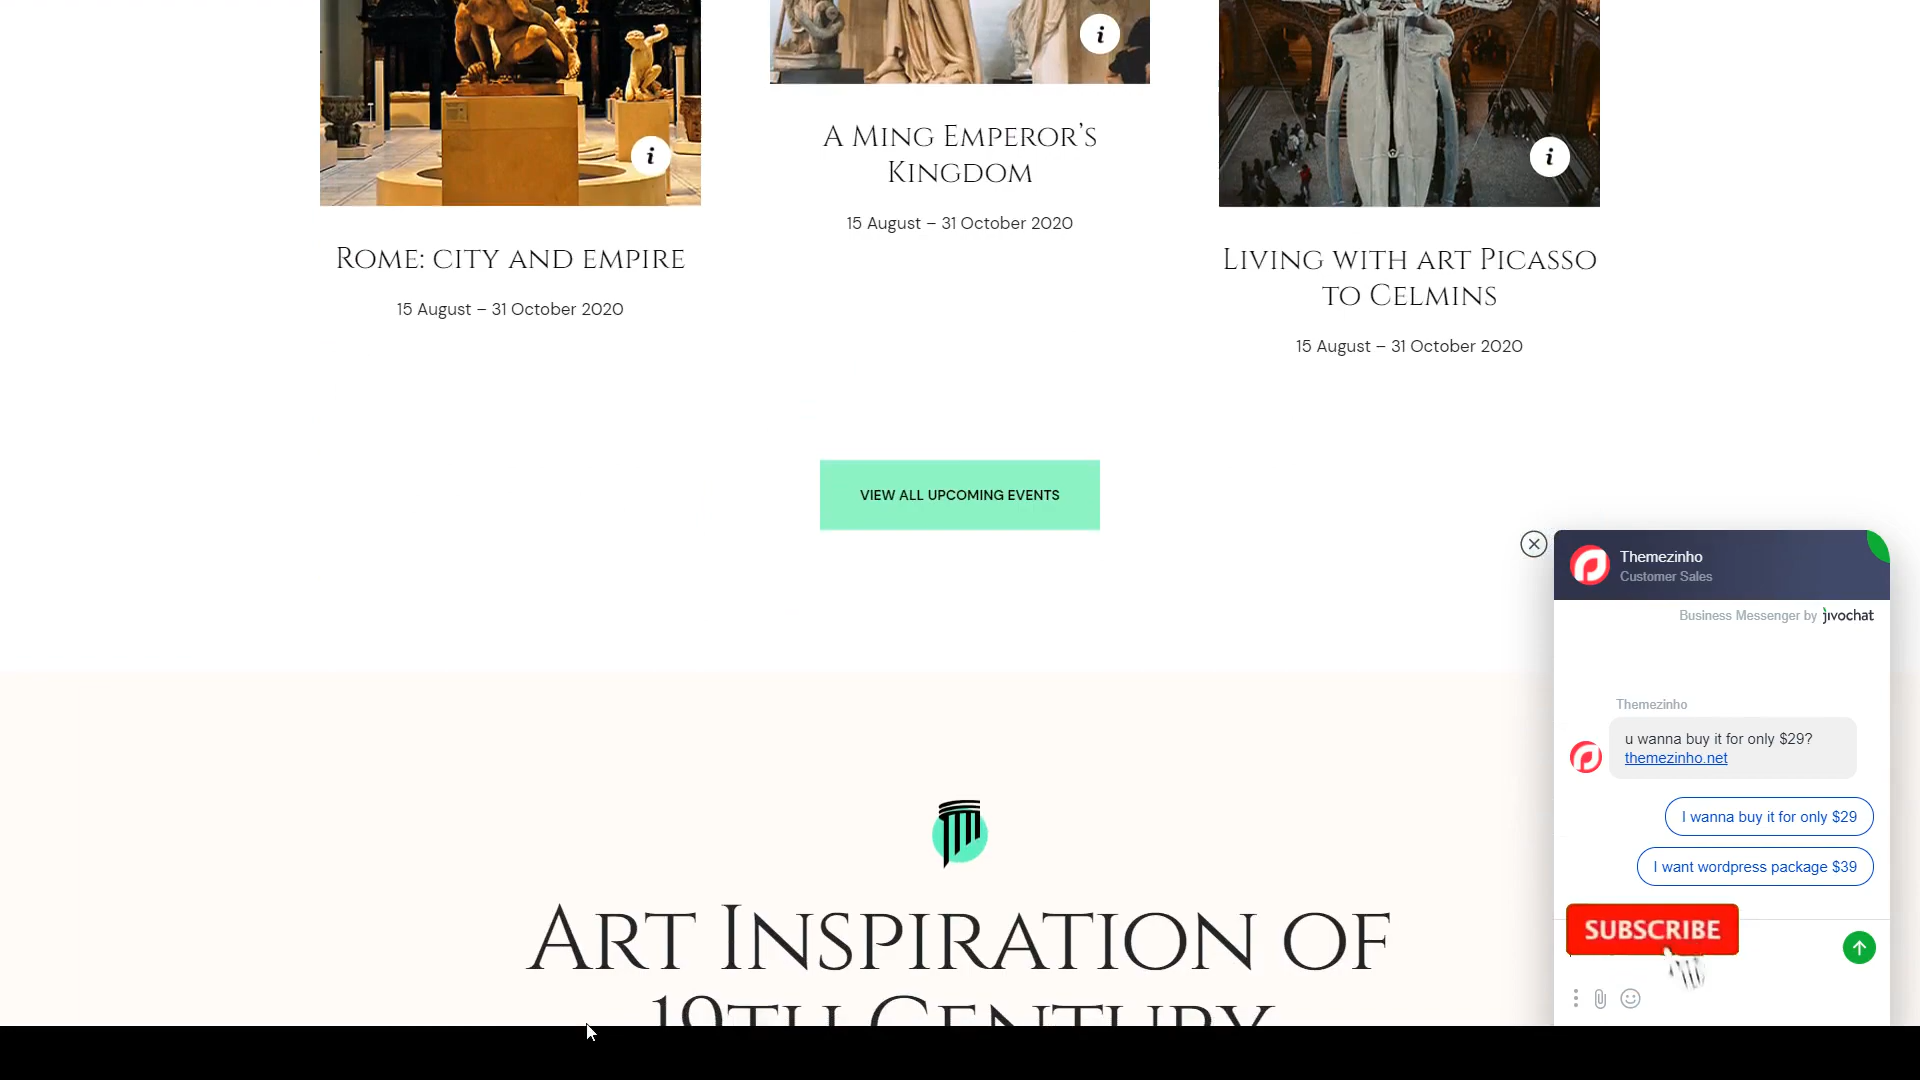 i
i
i
A Ming Emperor’s
Kingdom
15 August – 31 October 2020
Rome: city and empire
15 August – 31 October 2020
Living with art Picasso
to Celmins
15 August – 31 October 2020
VIEW ALL UPCOMING EVENTS
Themezinho
Customer Sales
Business Messenger by jivochat
Themezinho
u wanna buy it for only $29?
themezinho.net
I wanna buy it for only $29
I want wordpress package $39
SUBSCRIBE
Art Inspiration of
19th Century